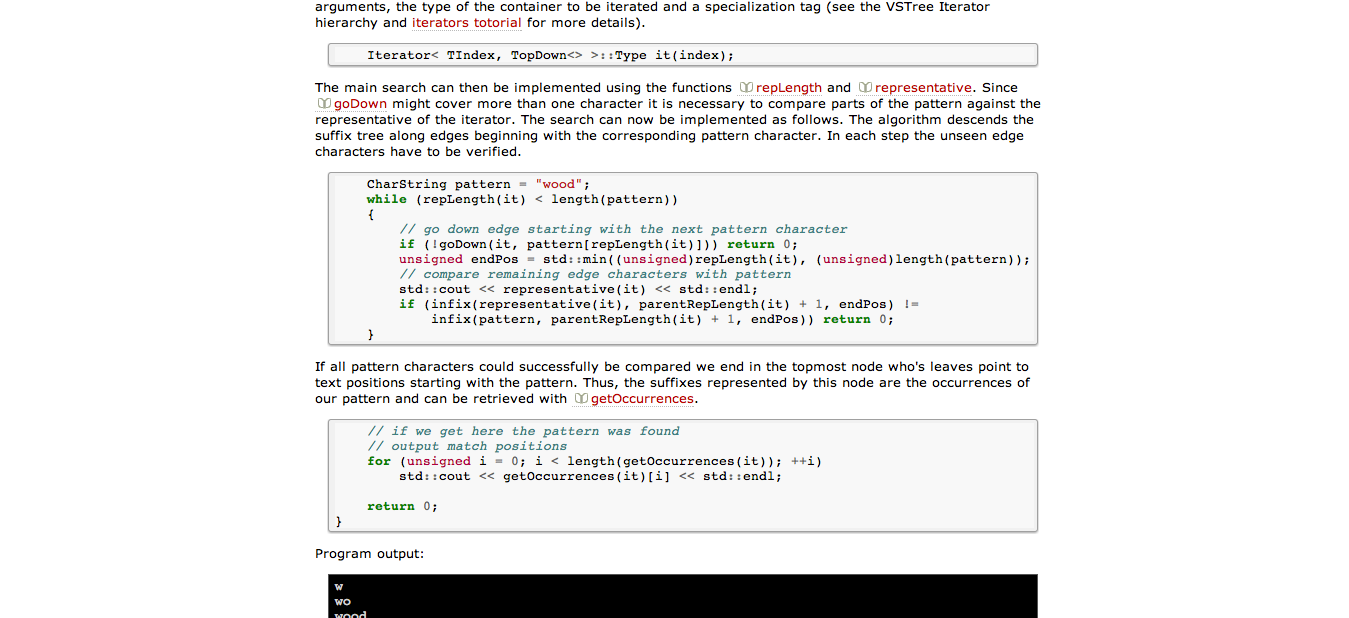 arguments, the type of the container to be iterated and a specialization tag (see the VSTree Iterator
hierarchy and iterators totorial for more details).
Iterator< TIndex, TopDown<> >::Type it(index);
The main search can then be implemented using the functions repLength and representative. Since
goDown might cover more than one character it is necessary to compare parts of the pattern against the
representative of the iterator. The search can now be implemented as follows. The algorithm descends the
suffix tree along edges beginning with the corresponding pattern character. In each step the unseen edge
characters have to be verified.
CharString pattern = "wood";
while (repLength(it) < length(pattern))
{
// go down edge starting with the next pattern character
if (!goDown(it, pattern[repLength(it)])) return 0;
unsigned endPos = std::min((unsigned)repLength(it), (unsigned)length(pattern));
// compare remaining edge characters with pattern
std::cout << representative(it) << std::endl;
if (infix(representative(it), parentRepLength(it) + 1, endPos) !=
infix(pattern, parentRepLength(it) + 1, endPos)) return 0;
}
If all pattern characters could successfully be compared we end in the topmost node who's leaves point to
text positions starting with the pattern. Thus, the suffixes represented by this node are the occurrences of
our pattern and can be retrieved with getOccurrences.
// if we get here the pattern was found
// output match positions
for (unsigned i = 0; i < length(getOccurrences(it)); ++i)
std::cout << getOccurrences(it)[i] << std::endl;
return 0;
}
Program output:
w
wo
wood